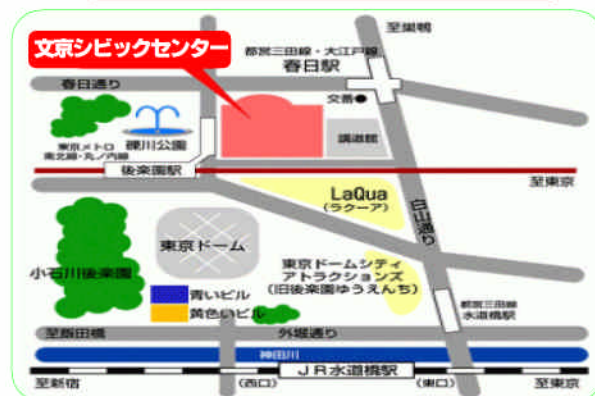 至巣鴨
文京シビックセンター
都営三田線・大江戸線
春日駅
春日通り
交番
講道館
礫川公園
東京メトロ
南北線・丸ノ内線
後楽園駅
至東京
LaQua
(ラクーア)
白山通り
東京ドーム
小石川後楽園
東京ドームシティ
アトラクションズ
(旧後楽園ゆうえんち)
青いビル
黄色いビル
都営三田線
水道橋駅
至飯田橋
外堀通り
神田川
JR水道橋駅
至新宿
(西口)
(東口)
至東京